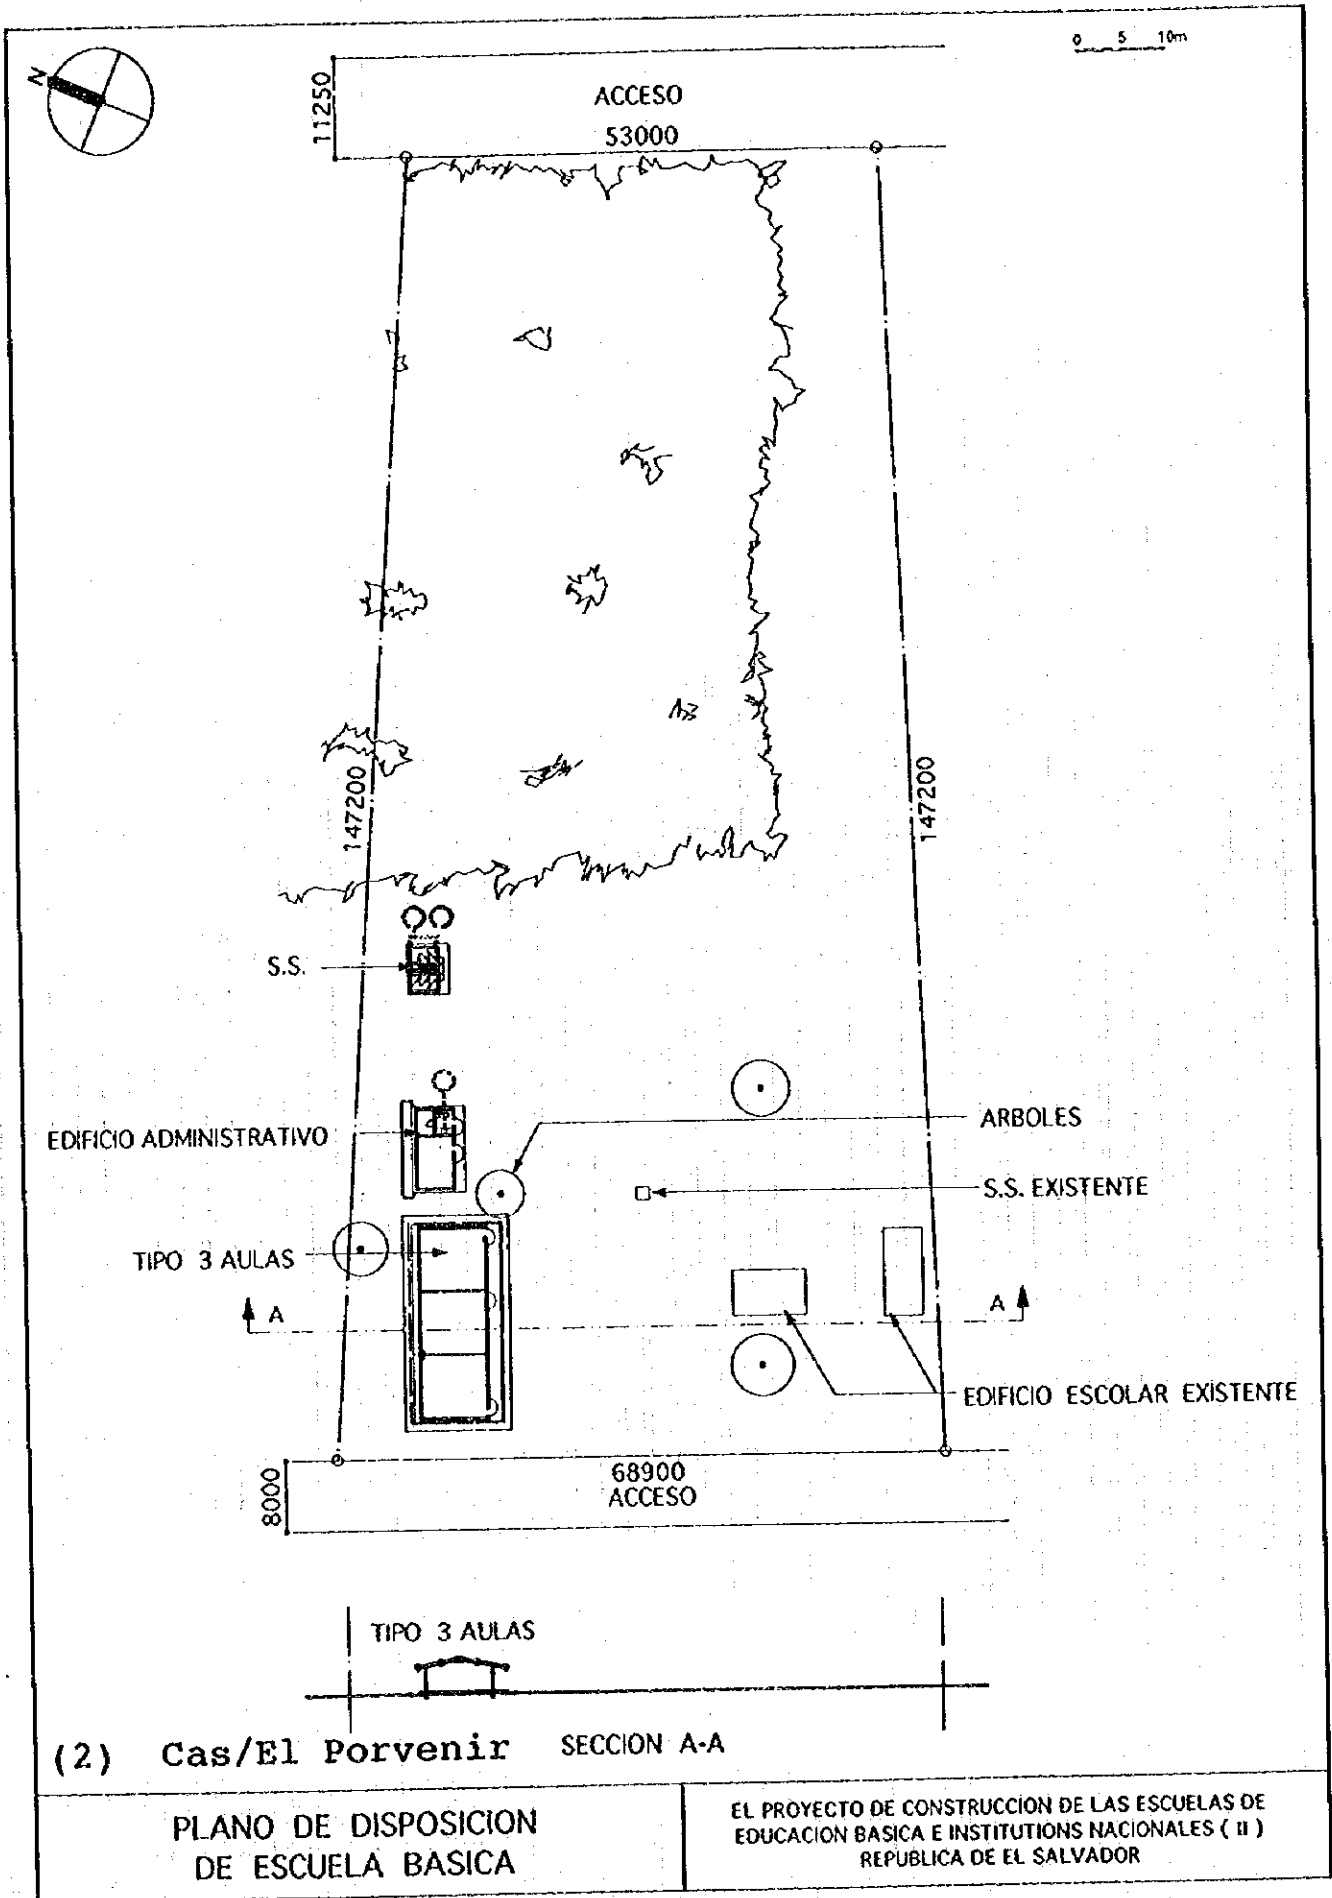 N
0 5 10m
11250
ACCESO
53000
147200
147200
S.S.
EDIFICIO ADMINISTRATIVO
ARBOLES
S.S. EXISTENTE
TIPO 3 AULAS
A
A
EDIFICIO ESCOLAR EXISTENTE
8000
68900
ACCESO
TIPO 3 AULAS
(2) Cas/El Porvenir SECCION A-A
PLANO DE DISPOSICION
DE ESCUELA BASICA
EL PROYECTO DE CONSTRUCCION DE LAS ESCUELAS DE
EDUCACION BASICA E INSTITUTIONS NACIONALES ( II )
REPUBLICA DE EL SALVADOR